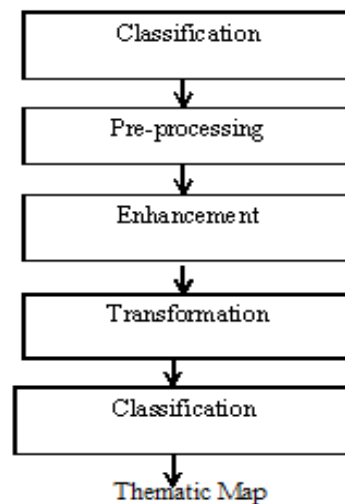 Classification
Pre-processing
Enhancement
Transformation
Classification
Thematic Map